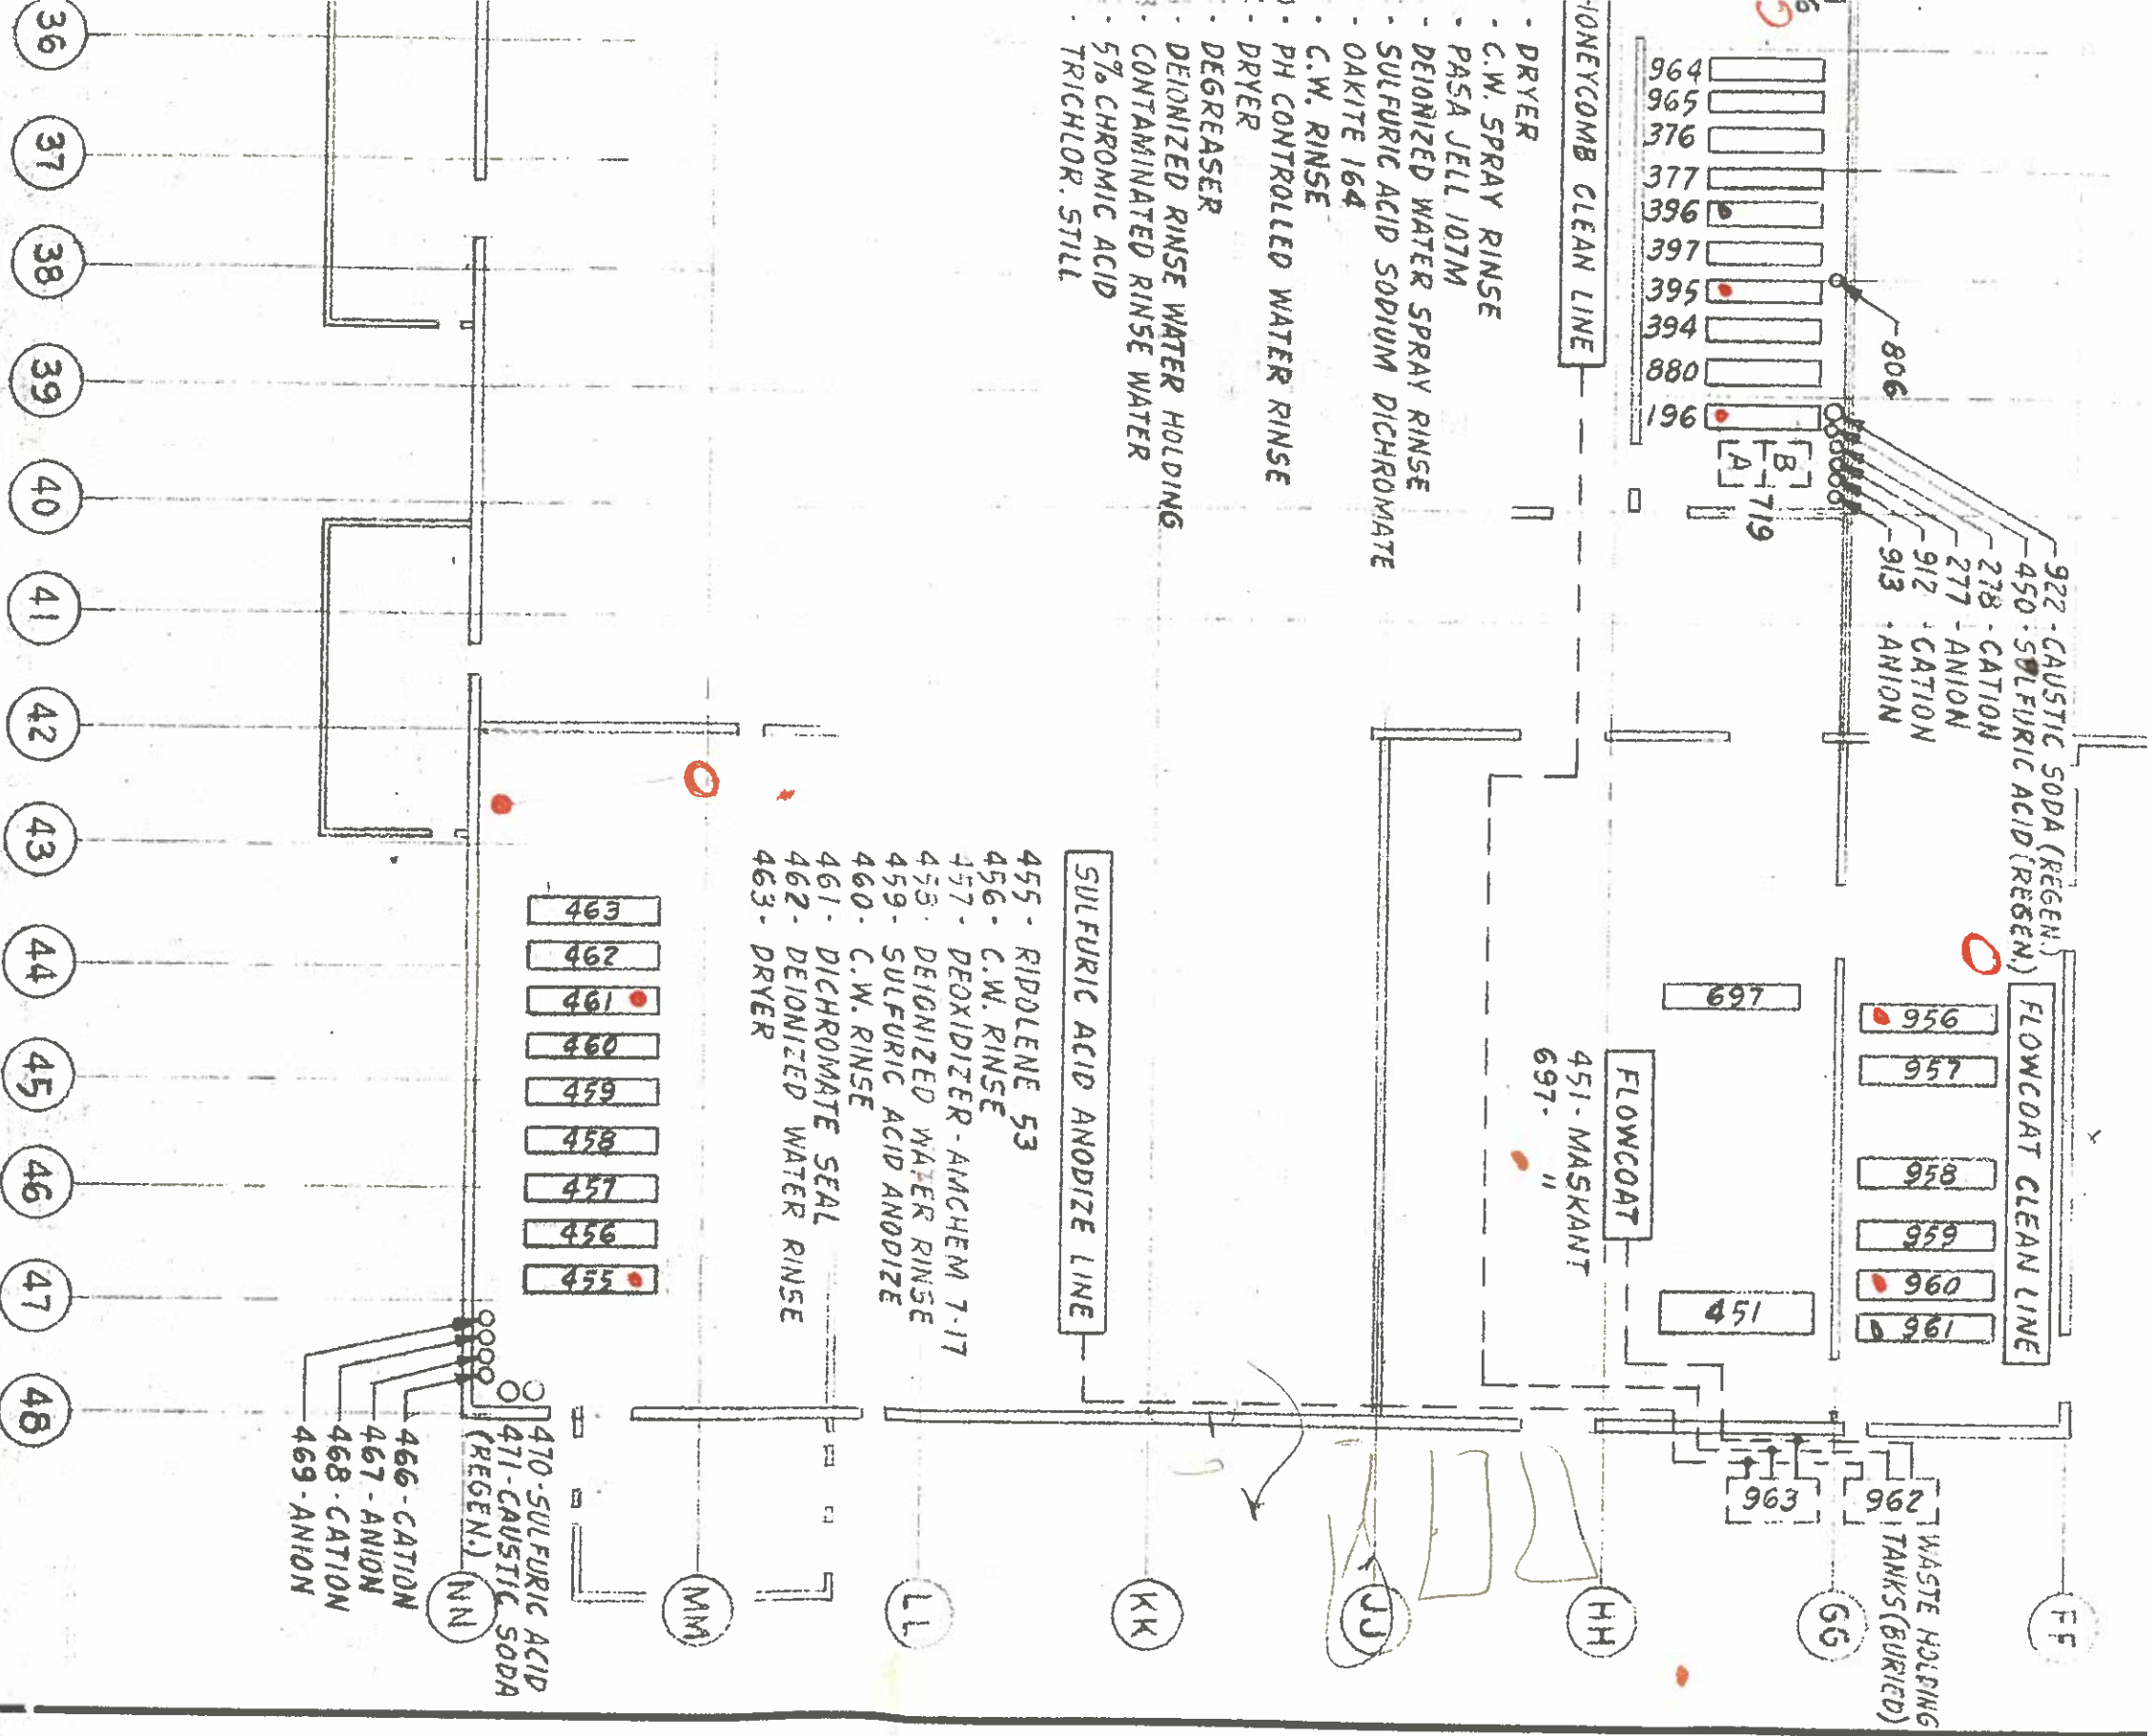 36
37
38
39
40
41
42
43
44
45
46
47
48
HONEYCOMB CLEAN LINE
- DRYER
- C.W. SPRAY RINSE
- PASA JELL 107M
- DEIONIZED WATER SPRAY RINSE
- SULFURIC ACID SODIUM DICHROMATE
- OAKITE 164
- C.W. RINSE
- PH CONTROLLED WATER RINSE
- DRYER
- DEGREASER
- DEIONIZED RINSE WATER HOLDING
- CONTAMINATED RINSE WATER
- 5% CHROMIC ACID
- TRICHLOR. STILL
964
965
376
377
396
397
395
394
880
196
806
B
A
719
922 - CAUSTIC SODA (REGEN.)
450 - SULFURIC ACID (REGEN.)
278 - CATION
277 - ANION
912 - CATION
913 - ANION
FLOWCOAT CLEAN LINE
956
957
958
959
960
961
697
451
FLOWCOAT
451 - MASKANT
697 - "
SULFURIC ACID ANODIZE LINE
455 - RIDOLENE 53
456 - C.W. RINSE
457 - DEOXIDIZER - AMCHEM 7-17
458 - DEIONIZED WATER RINSE
459 - SULFURIC ACID ANODIZE
460 - C.W. RINSE
461 - DICHROMATE SEAL
462 - DEIONIZED WATER RINSE
463 - DRYER
463
462
461
460
459
458
457
456
455
470 - SULFURIC ACID
471 - CAUSTIC SODA
(REGEN.)
466 - CATION
467 - ANION
468 - CATION
469 - ANION
963
962
WASTE HOLDING
TANKS (BURIED)
NN
MM
LL
KK
JJ
HH
GG
FF